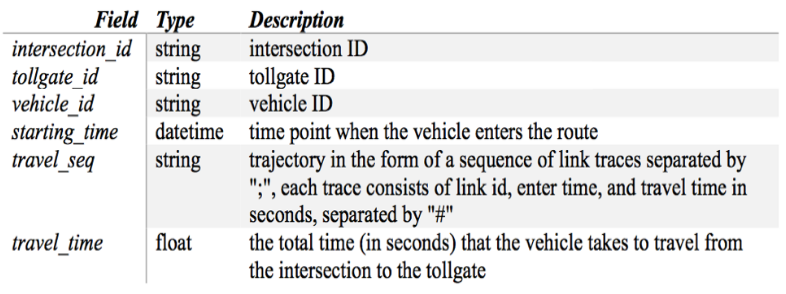 Field Type Description
intersection_id string intersection ID
tollgate_id string tollgate ID
vehicle_id string vehicle ID
starting_time datetime time point when the vehicle enters the route
travel_seq string trajectory in the form of a sequence of link traces separated by
";", each trace consists of link id, enter time, and travel time in
seconds, separated by "#"
travel_time float the total time (in seconds) that the vehicle takes to travel from
the intersection to the tollgate